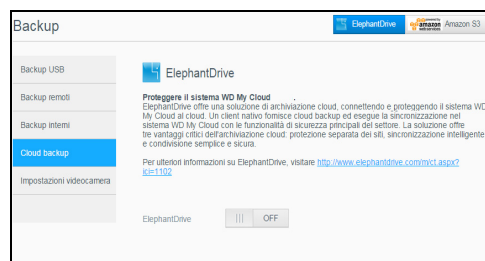 Backup
ElephantDrive
powered by amazon web services Amazon S3
Backup USB
Backup remoti
Backup interni
Cloud backup
Impostazioni videocamera
ElephantDrive
Proteggere il sistema WD My Cloud .
ElephantDrive offre una soluzione di archiviazione cloud, connettendo e proteggendo il sistema WD
My Cloud al cloud. Un client nativo fornisce cloud backup ed esegue la sincronizzazione nel
sistema WD My Cloud con le funzionalità di sicurezza principali del settore. La soluzione offre
tre vantaggi critici dell'archiviazione cloud: protezione separata dei siti, sincronizzazione intelligente
e condivisione semplice e sicura.
Per ulteriori informazioni su ElephantDrive, visitare http://www.elephantdrive.com/m/ct.aspx?
ici=1102
ElephantDrive OFF